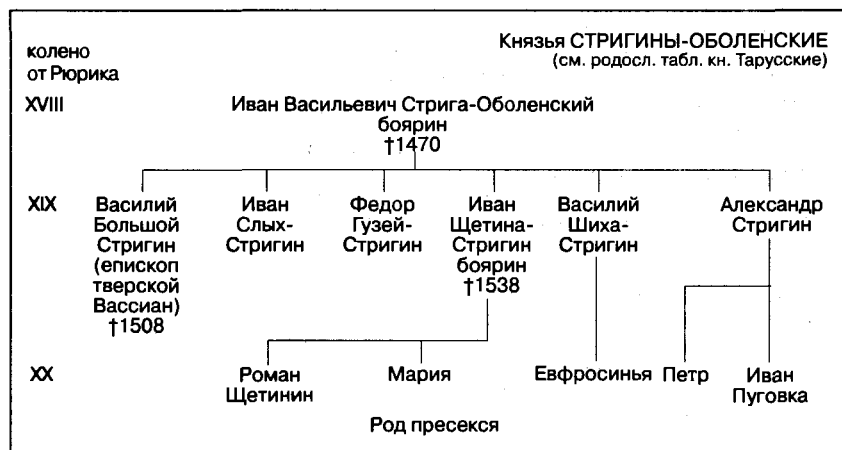 колено
от Рюрика
Князья СТРИГИНЫ-ОБОЛЕНСКИЕ
(см. родосл. табл. кн. Тарусские)
XVIII
Иван Васильевич Стрига-Оболенский
боярин
†1470
XIX
Василий
Большой
Стригин
(епископ
тверской
Вассиан)
†1508
Иван
Слых-
Стригин
Федор
Гузей-
Стригин
Иван
Щетина-
Стригин
боярин
†1538
Василий
Шиха-
Стригин
Александр
Стригин
XX
Роман
Щетинин
Мария
Евфросинья
Петр
Иван
Пуговка
Род пресекся